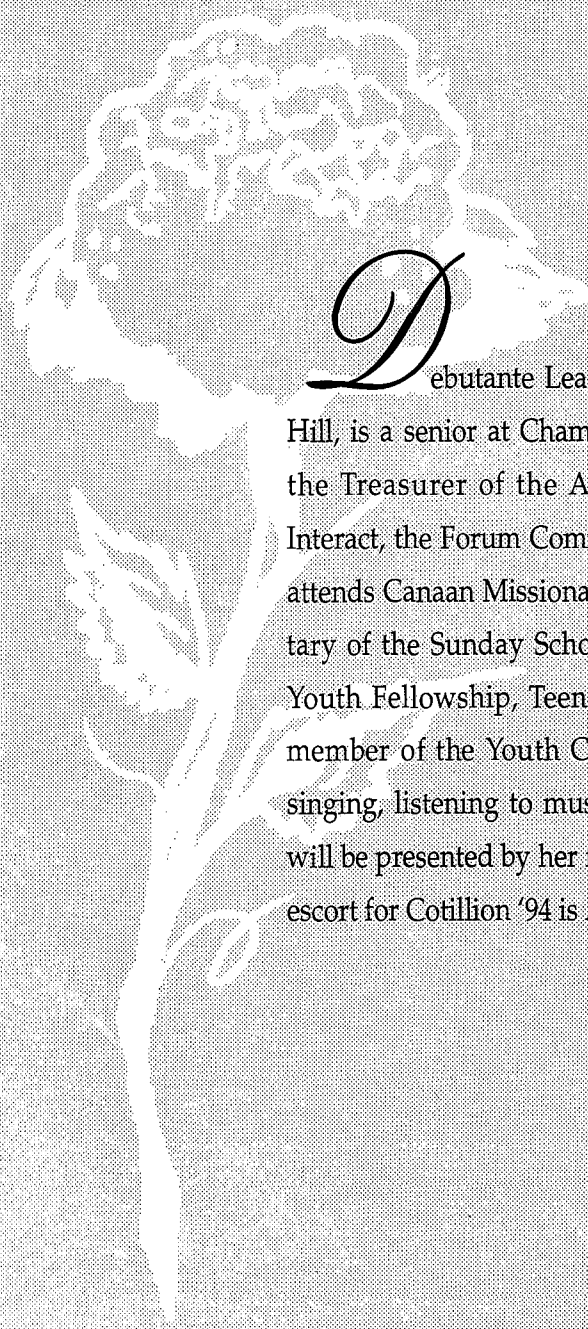 Debutante Lea
Hill, is a senior at Cham
the Treasurer of the A
Interact, the Forum Com
attends Canaan Missiona
tary of the Sunday Scho
Youth Fellowship, Teen
member of the Youth C
singing, listening to mus
will be presented by her
escort for Cotillion ’94 is